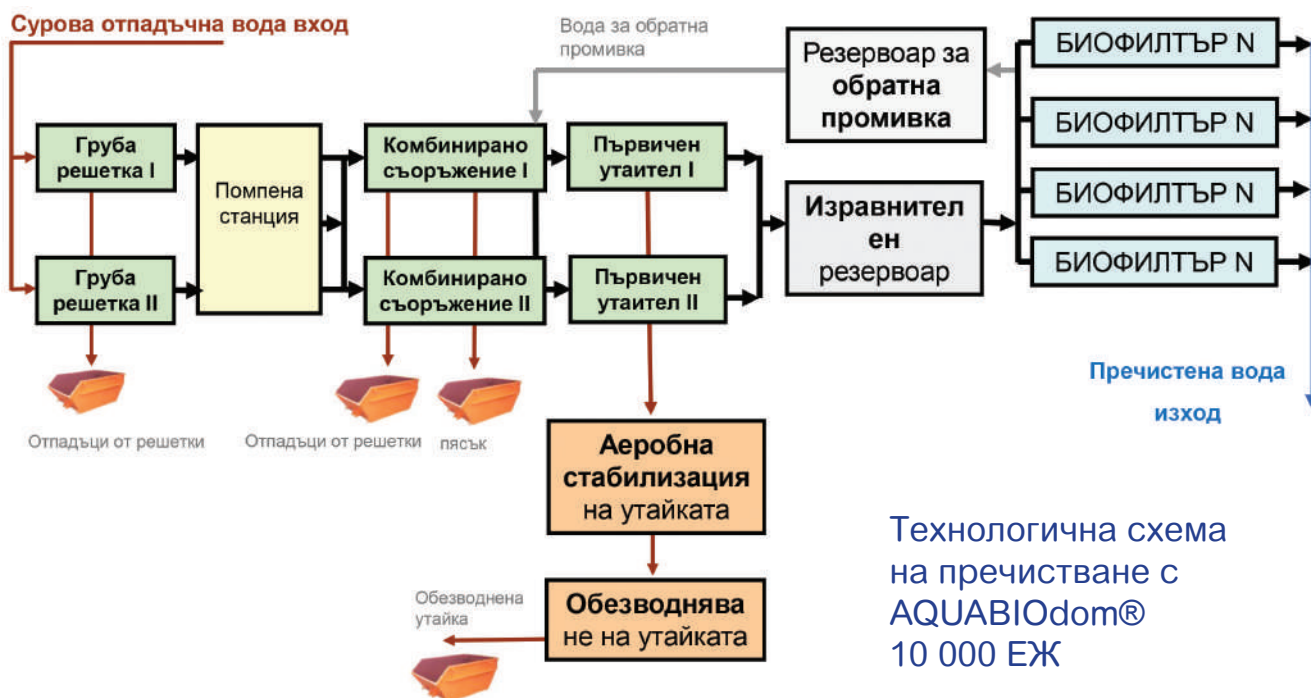 Сурова отпадъчна вода вход
Вода за обратна
промивка
Резервоар за
обратна
промивка
БИОФИЛТЪР N
БИОФИЛТЪР N
БИОФИЛТЪР N
БИОФИЛТЪР N
Груба
решетка I
Помпена
станция
Комбинирано
съоръжение I
Първичен
утаител I
Изравнител
ен
резервоар
Груба
решетка II
Комбинирано
съоръжение II
Първичен
утаител II
Отпадъци от решетки
Отпадъци от решетки
пясък
Пречистена вода
изход
Аеробна
стабилизация
на утайката
Обезводнена
утайка
Обезводнява
не на утайката
Технологична схема
на пречистване с
AQUABIOdom®
10 000 ЕЖ